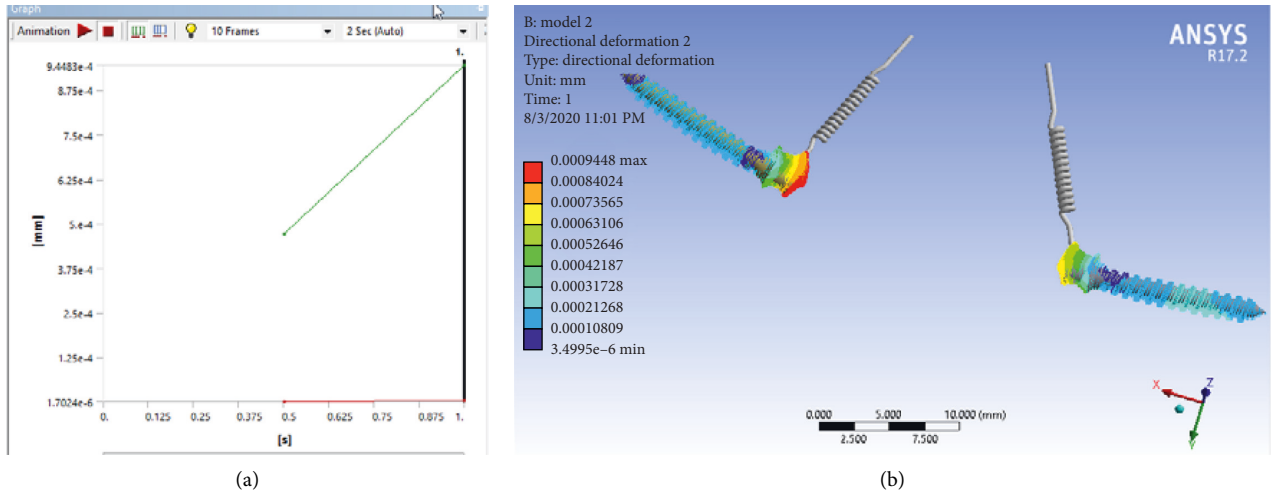 Graph
Animation 10 Frames 2 Sec (Auto)
1.
9.4483e-4
8.75e-4
7.5e-4
6.25e-4
5.e-4
3.75e-4
2.5e-4
1.25e-4
1.7024e-6
[mm]
0. 0.125 0.25 0.375 0.5 0.625 0.75 0.875 1.
[s]
(a)
B: model 2
Directional deformation 2
Type: directional deformation
Unit: mm
Time: 1
8/3/2020 11:01 PM
0.0009448 max
0.00084024
0.00073565
0.00063106
0.00052646
0.00042187
0.00031728
0.00021268
0.00010809
3.4995e–6 min
ANSYS
R17.2
0.000 5.000 10.000 (mm)
2.500 7.500
X Z
Y
(b)